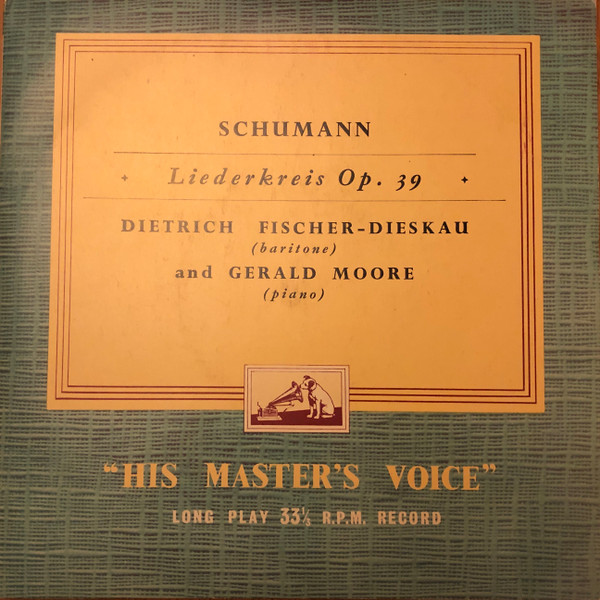 SCHUMANN
Liederkreis Op. 39
DIETRICH FISCHER-DIESKAU
(baritone)
and GERALD MOORE
(piano)
“HIS MASTER'S VOICE”
LONG PLAY 33⅓ R.P.M. RECORD